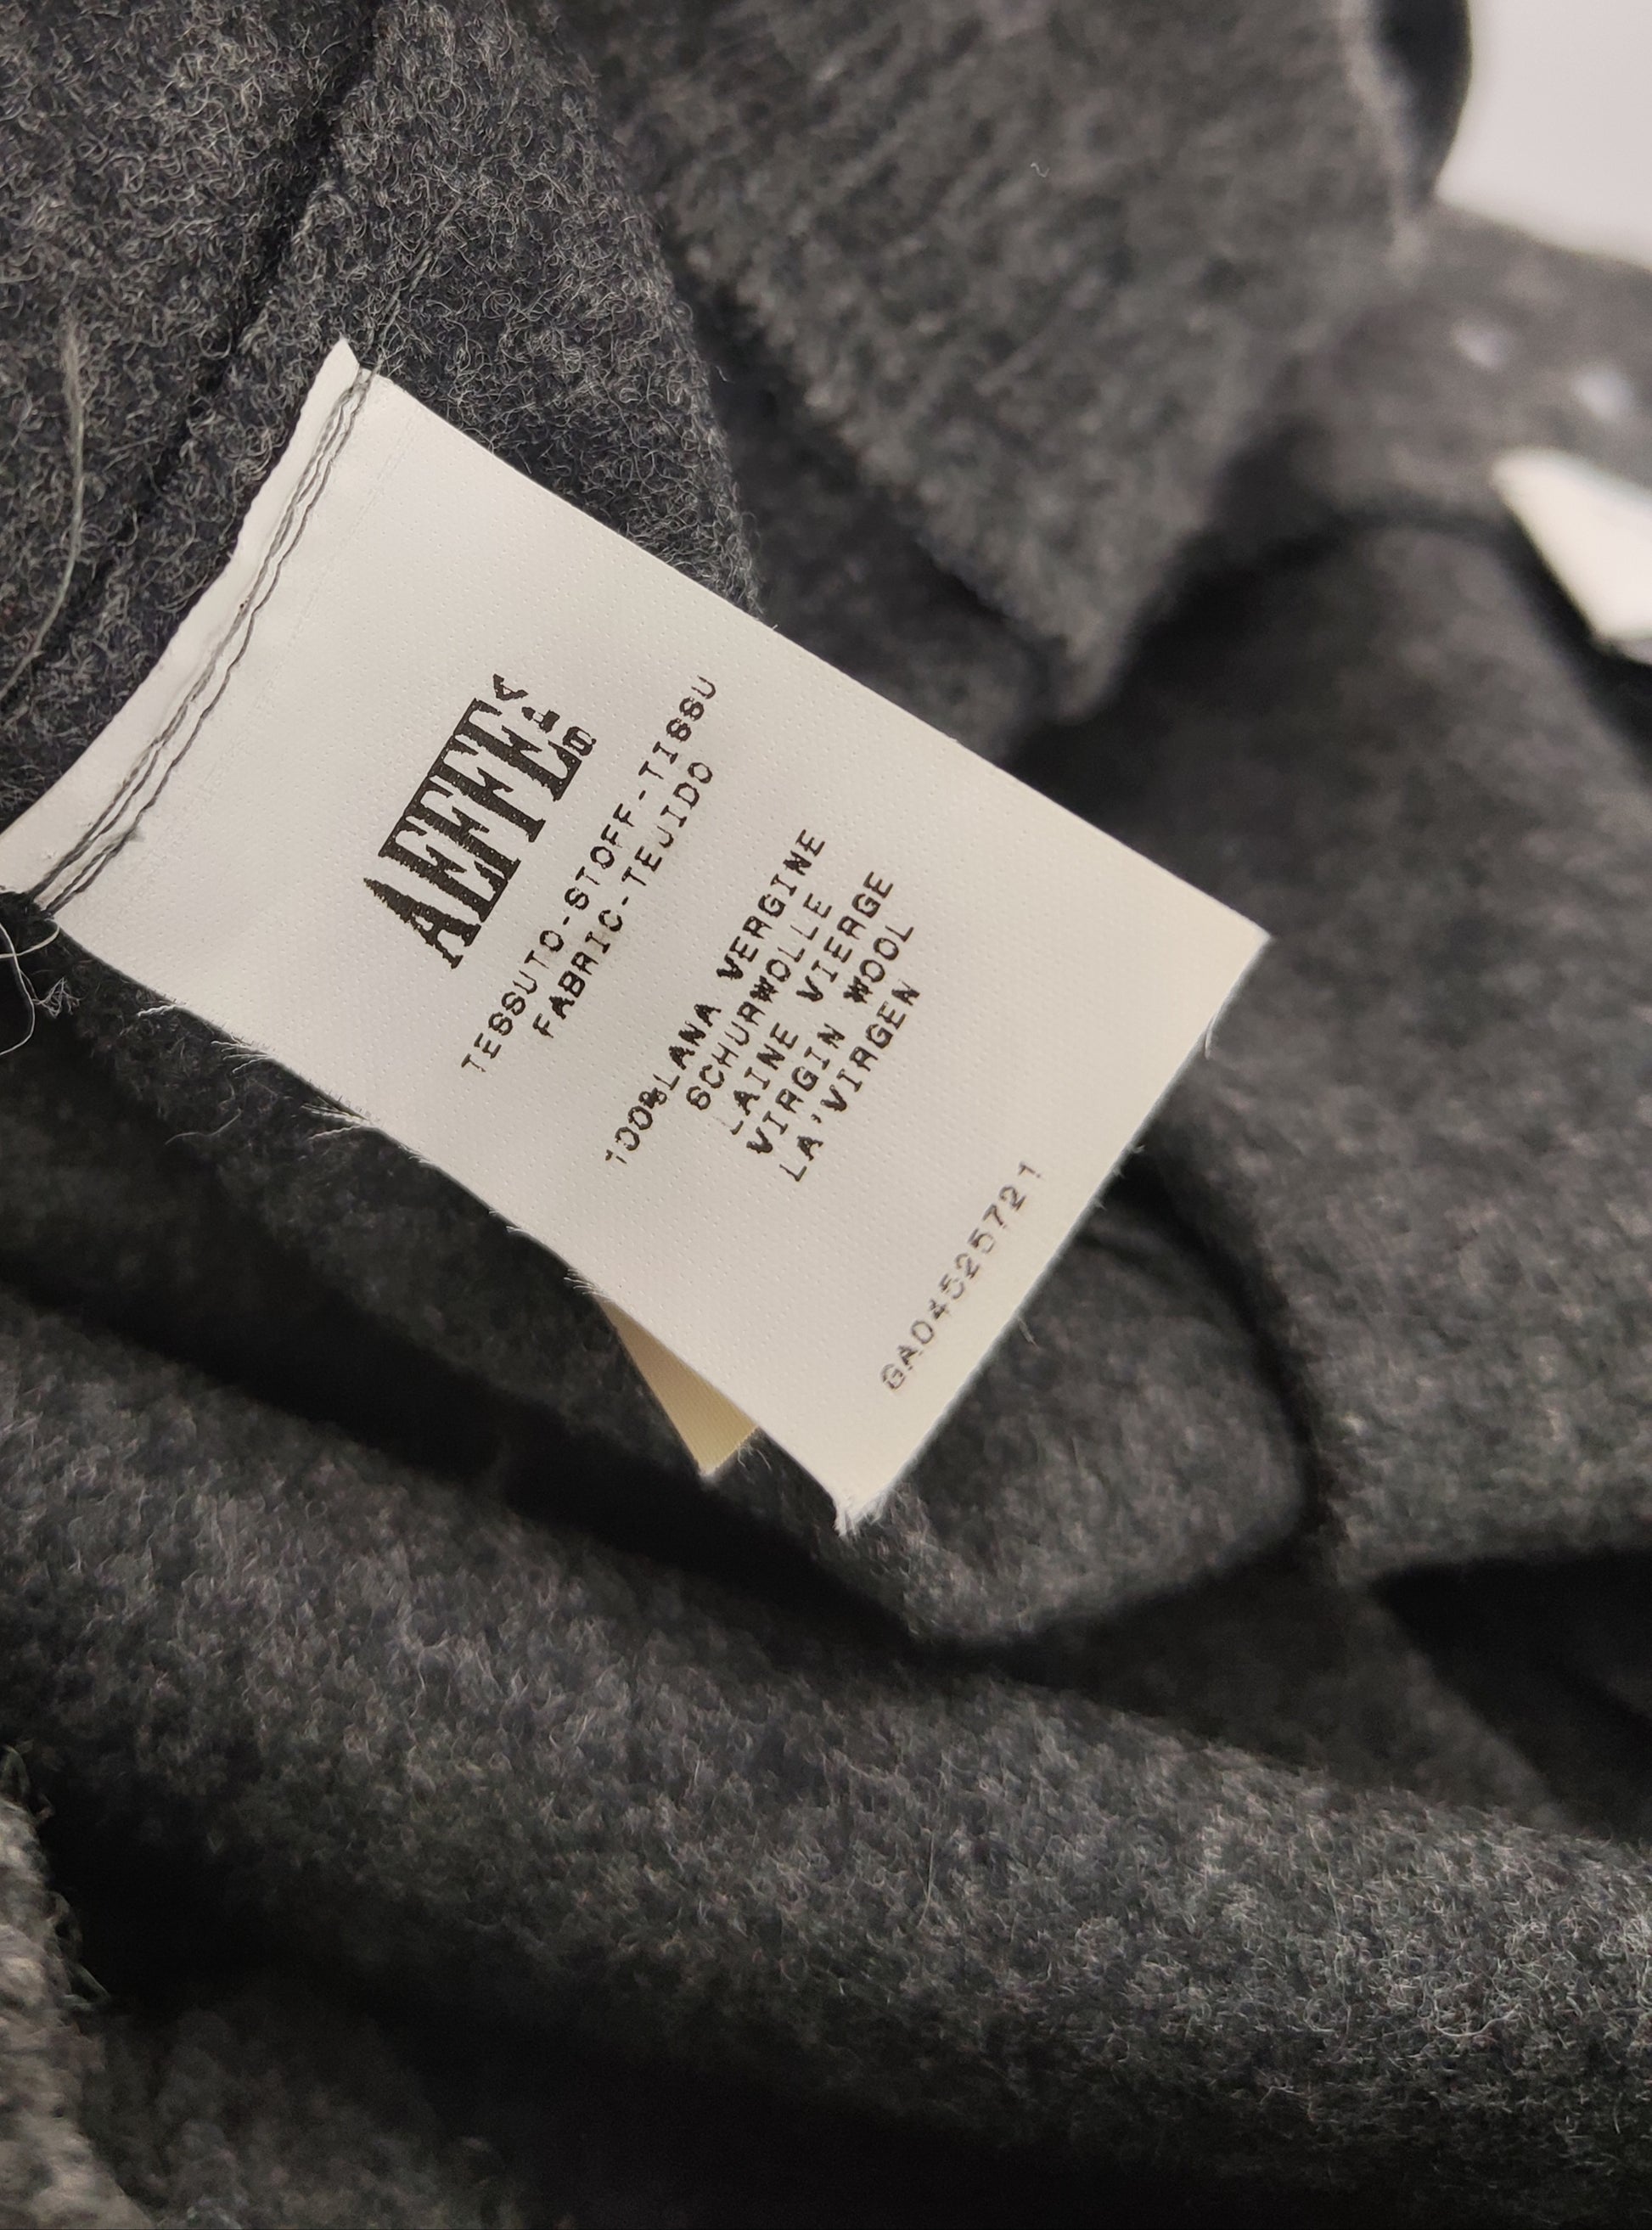 AEFFE SPA
TESSUTO-STOFF-TISSU
FABRIC-TEJIDO
100%LANA VERGINE
SCHURWOLLE
LAINE VIERGE
VIRGIN WOOL
LA'VIRGEN
GA04525721